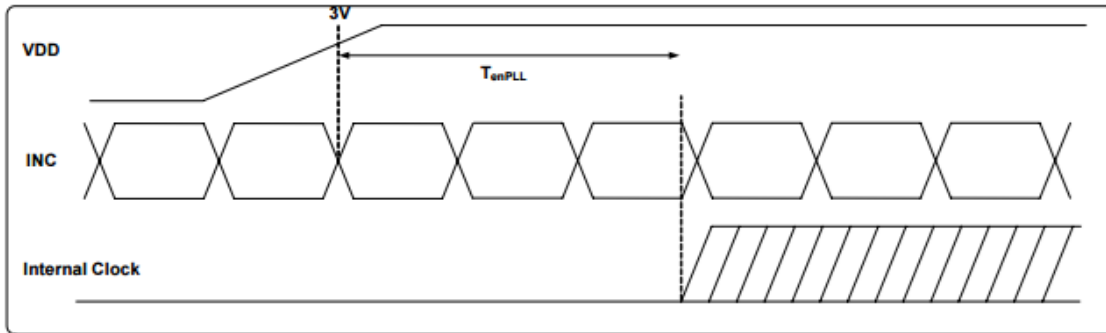 3V
VDD
TenPLL
INC
Internal Clock